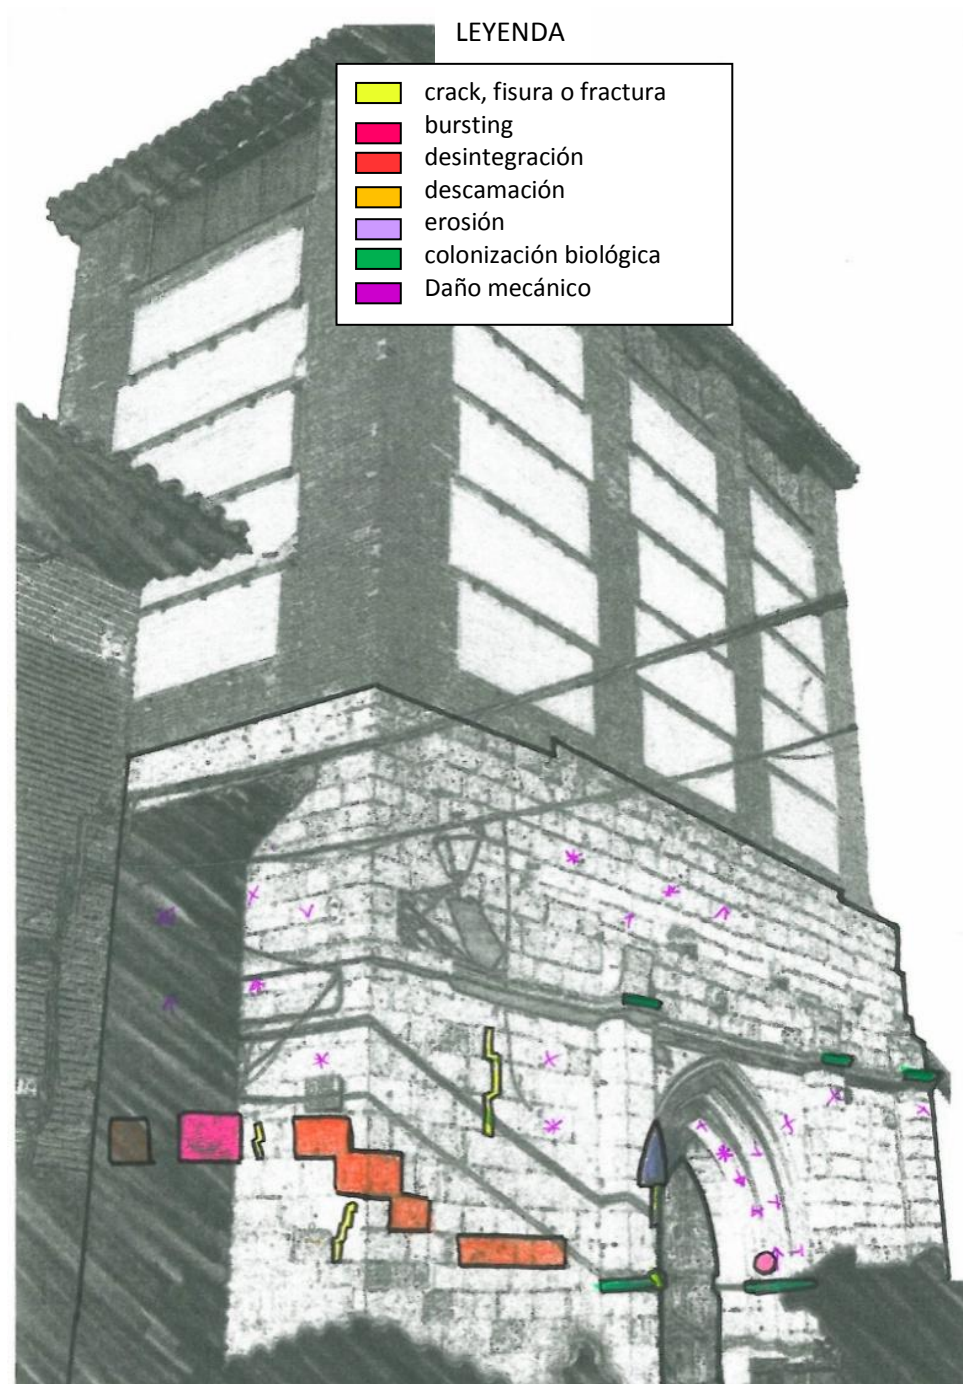 LEYENDA
crack, fisura o fractura
bursting
desintegración
descamación
erosión
colonización biológica
Daño mecánico